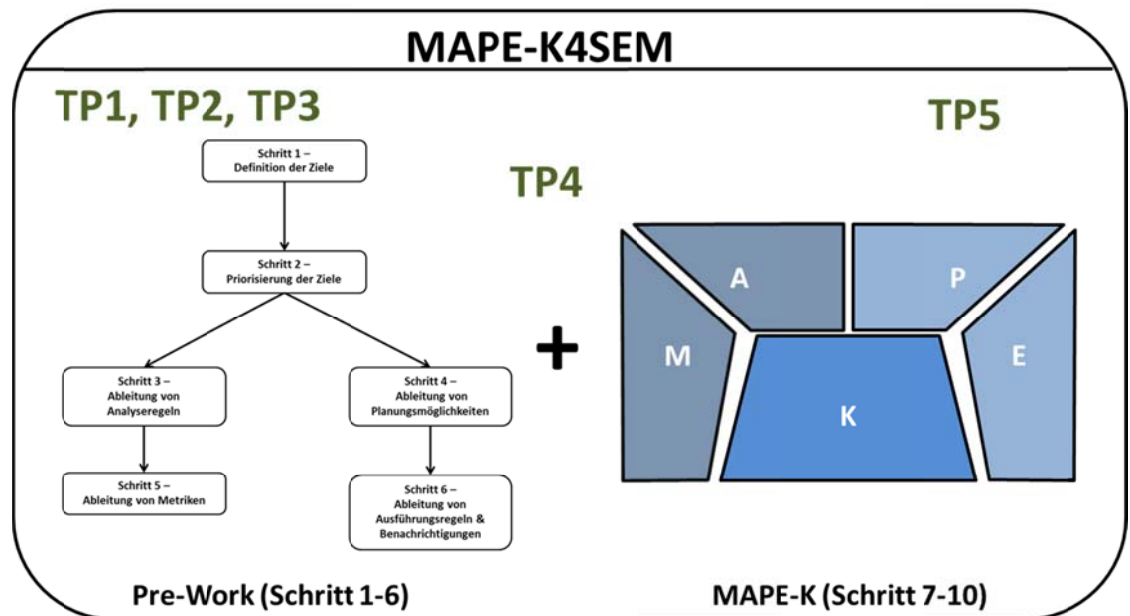 MAPE-K4SEM
TP1, TP2, TP3
TP5
TP4
Schritt 1 –
Definition der Ziele
Schritt 2 –
Priorisierung der Ziele
Schritt 3 –
Ableitung von
Analyseregeln
Schritt 4 –
Ableitung von
Planungsmöglichkeiten
Schritt 5 –
Ableitung von Metriken
Schritt 6 –
Ableitung von
Ausführungsregeln &
Benachrichtigungen
+
A
P
M
E
K
Pre-Work (Schritt 1-6)
MAPE-K (Schritt 7-10)